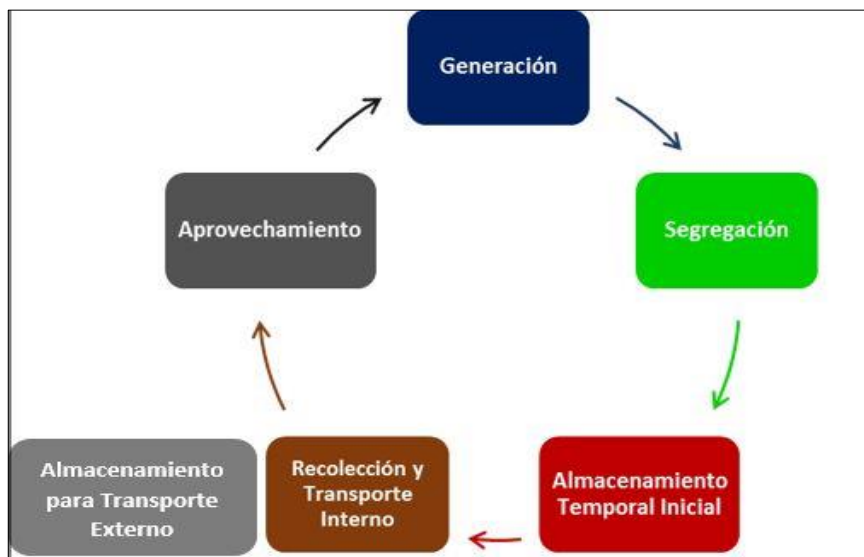 Generación
Segregación
Almacenamiento
Temporal Inicial
Recolección y
Transporte
Interno
Almacenamiento
para Transporte
Externo
Aprovechamiento